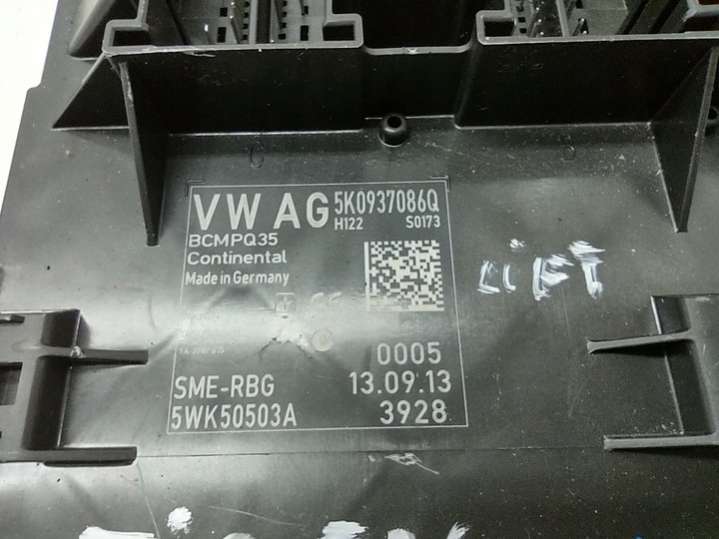 VW AG 5K0937086Q
H122 S0173
BCMPQ35
Continental
Made in Germany
LIFT
0005
SME-RBG 13.09.13
5WK50503A 3928